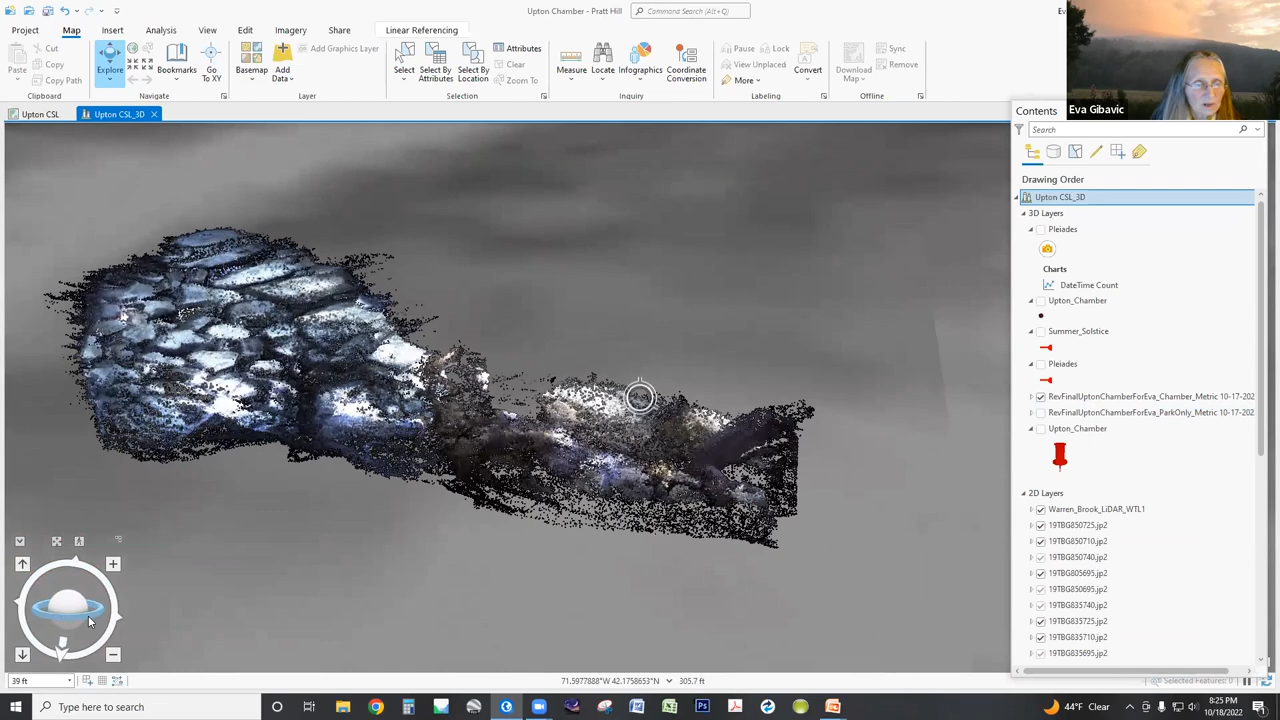 Upton Chamber - Pratt Hill
Command Search (Alt+Q)
Project Map Insert Analysis View Edit Imagery Share Linear Referencing
Cut
Copy
Copy Path
Paste
Clipboard
Explore
Bookmarks
Go To XY
Navigate
Basemap
Add Data
Add Graphics Layer
Layer
Select
Select By Attributes
Select By Location
Attributes
Clear
Zoom To
Selection
Measure
Locate
Infographics
Coordinate Conversion
Inquiry
Pause
Lock
View Unplaced
More
Convert
Labeling
Download Map
Sync
Remove
Offline
Eva Gibavic
Upton CSL
Upton CSL_3D
Contents
Search
Drawing Order
Upton CSL_3D
3D Layers
Pleiades
Charts
DateTime Count
Upton_Chamber
Summer_Solstice
Pleiades
RevFinalUptonChamberForEva_Chamber_Metric 10-17-202
RevFinalUptonChamberForEva_ParkOnly_Metric 10-17-202
Upton_Chamber
2D Layers
Warren_Brook_LiDAR_WTL1
19TBG850725.jp2
19TBG850710.jp2
19TBG850740.jp2
19TBG805695.jp2
19TBG850695.jp2
19TBG835740.jp2
19TBG835725.jp2
19TBG835710.jp2
19TBG835695.jp2
39 ft
71.5977888°W 42.1758653°N
305.7 ft
Selected Features: 0
Type here to search
44°F Clear
8:25 PM
10/18/2022